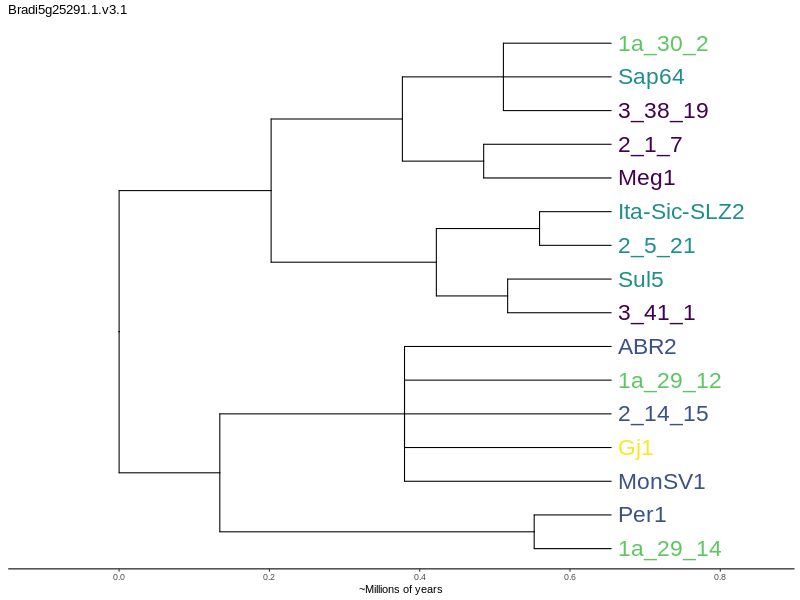 Bradi5g25291.1.v3.1
1a_30_2
Sap64
3_38_19
2_1_7
Meg1
Ita-Sic-SLZ2
2_5_21
Sul5
3_41_1
ABR2
1a_29_12
2_14_15
Gj1
MonSV1
Per1
1a_29_14
0.0 0.2 0.4 0.6 0.8
~Millions of years